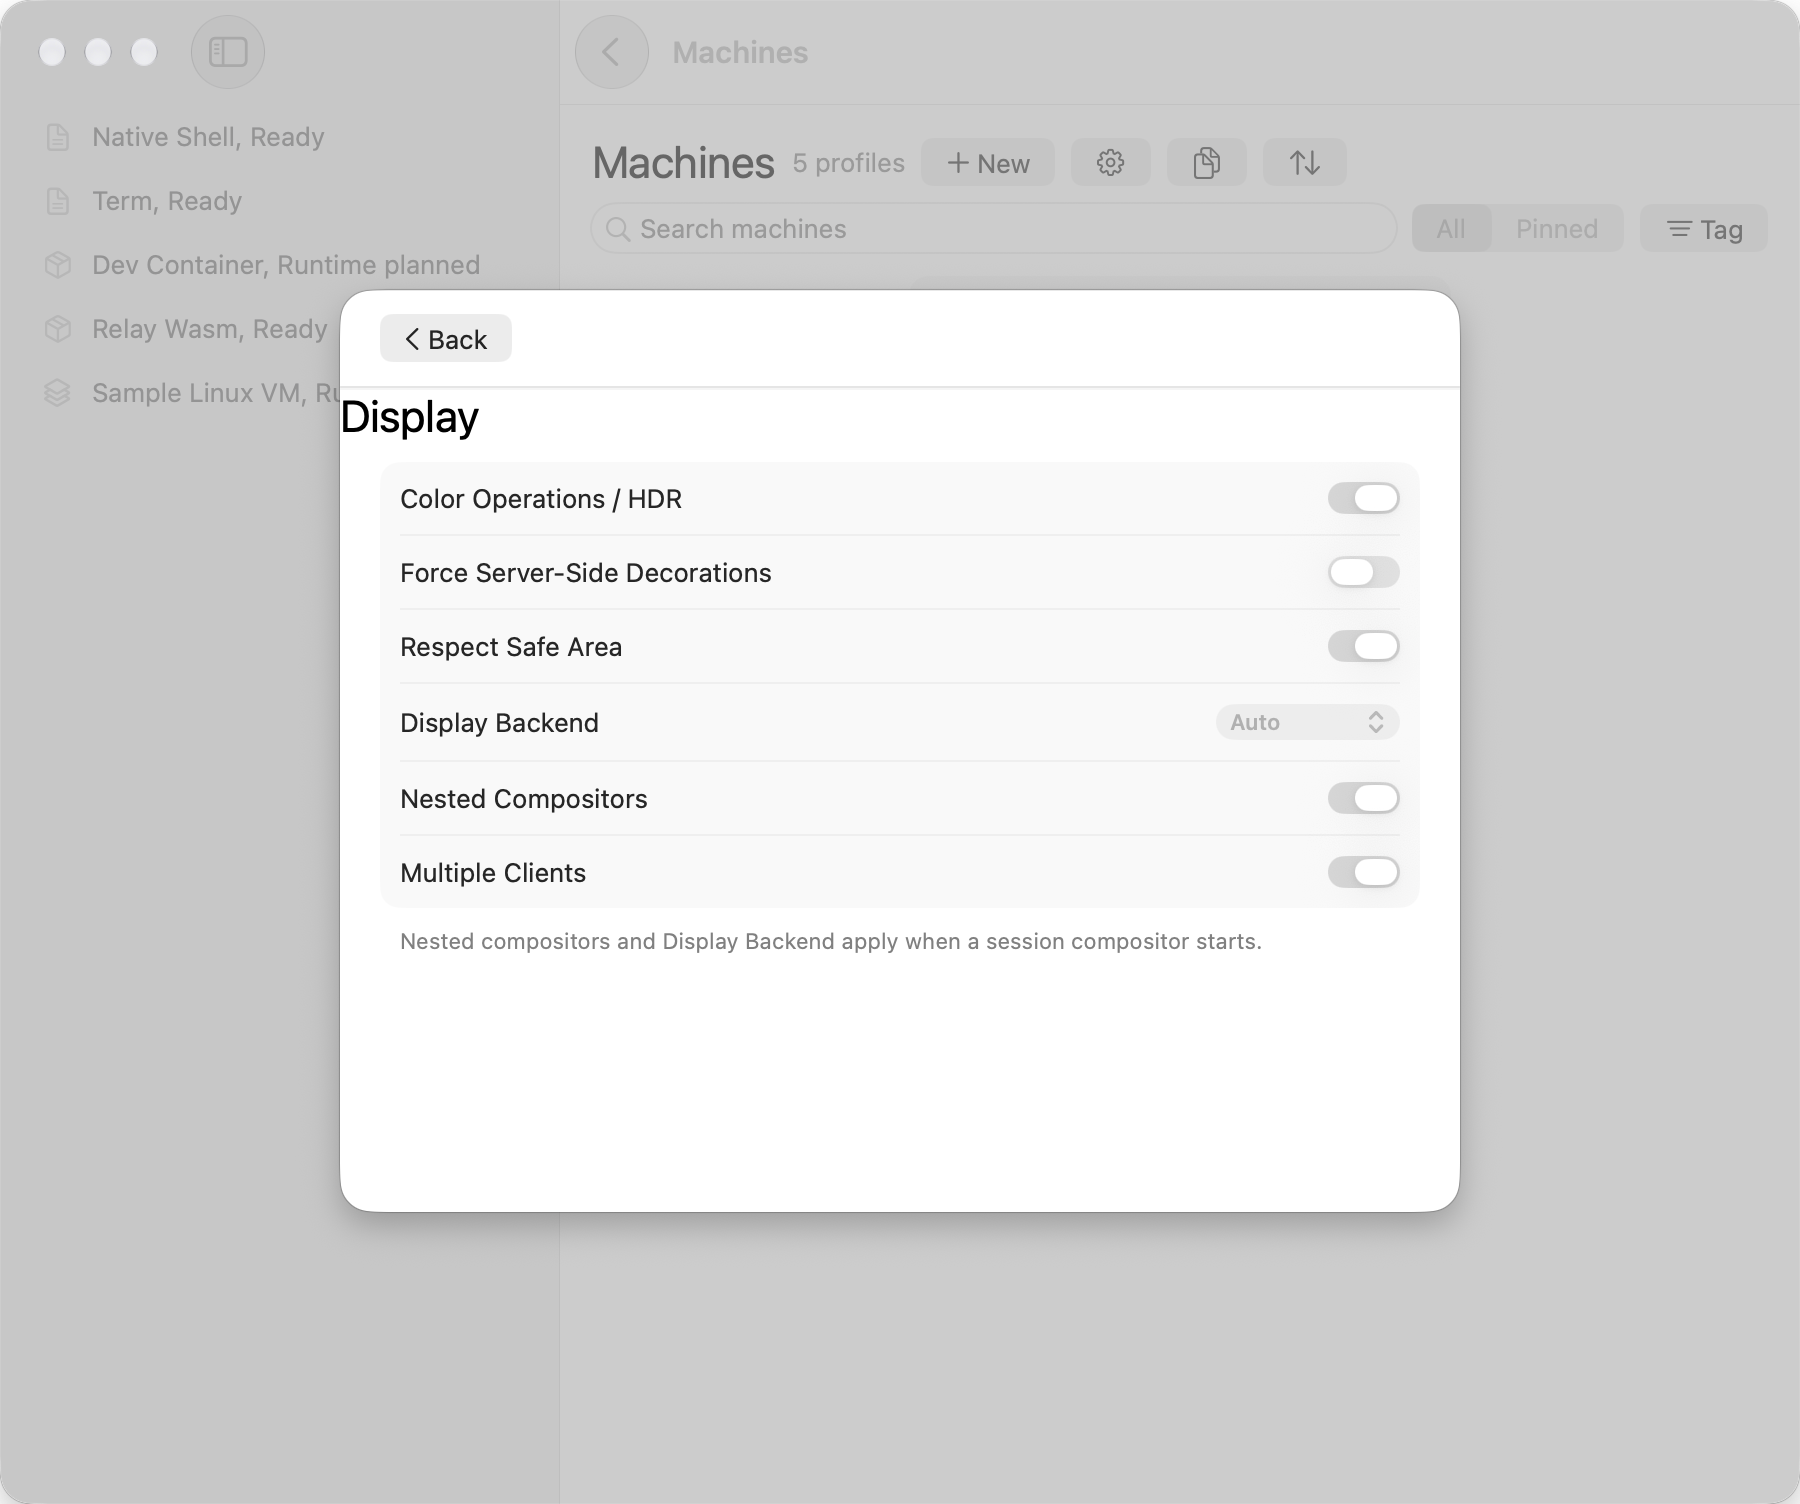 Machines
Native Shell, Ready
Term, Ready
Dev Container, Runtime planned
Relay Wasm, Ready
Sample Linux VM, Ru
Machines 5 profiles + New
Search machines All Pinned Tag
Back
Display
Color Operations / HDR
Force Server-Side Decorations
Respect Safe Area
Display Backend Auto
Nested Compositors
Multiple Clients
Nested compositors and Display Backend apply when a session compositor starts.